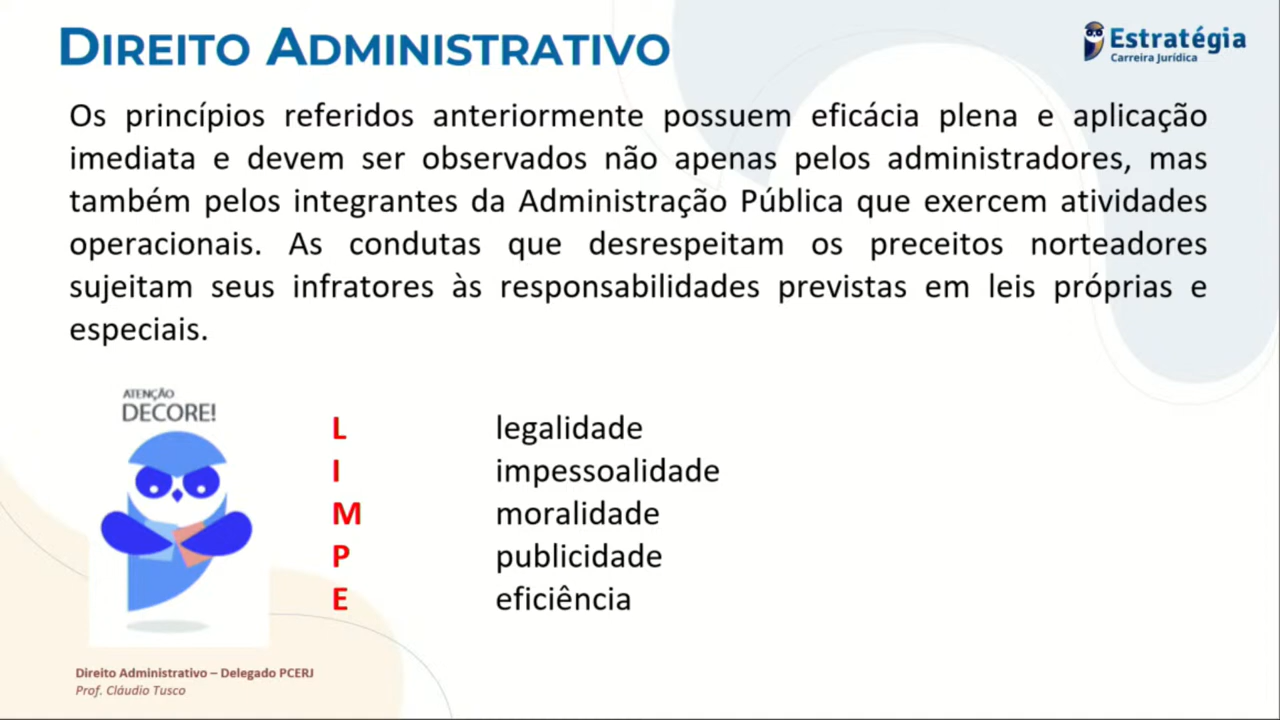 DIREITO ADMINISTRATIVO
Estratégia
Carreira Jurídica
Os princípios referidos anteriormente possuem eficácia plena e aplicação
imediata e devem ser observados não apenas pelos administradores, mas
também pelos integrantes da Administração Pública que exercem atividades
operacionais. As condutas que desrespeitam os preceitos norteadores
sujeitam seus infratores às responsabilidades previstas em leis próprias e
especiais.
ATENÇÃO
DECORE!
L legalidade
I impessoalidade
M moralidade
P publicidade
E eficiência
Direito Administrativo – Delegado PCERJ
Prof. Cláudio Tusco